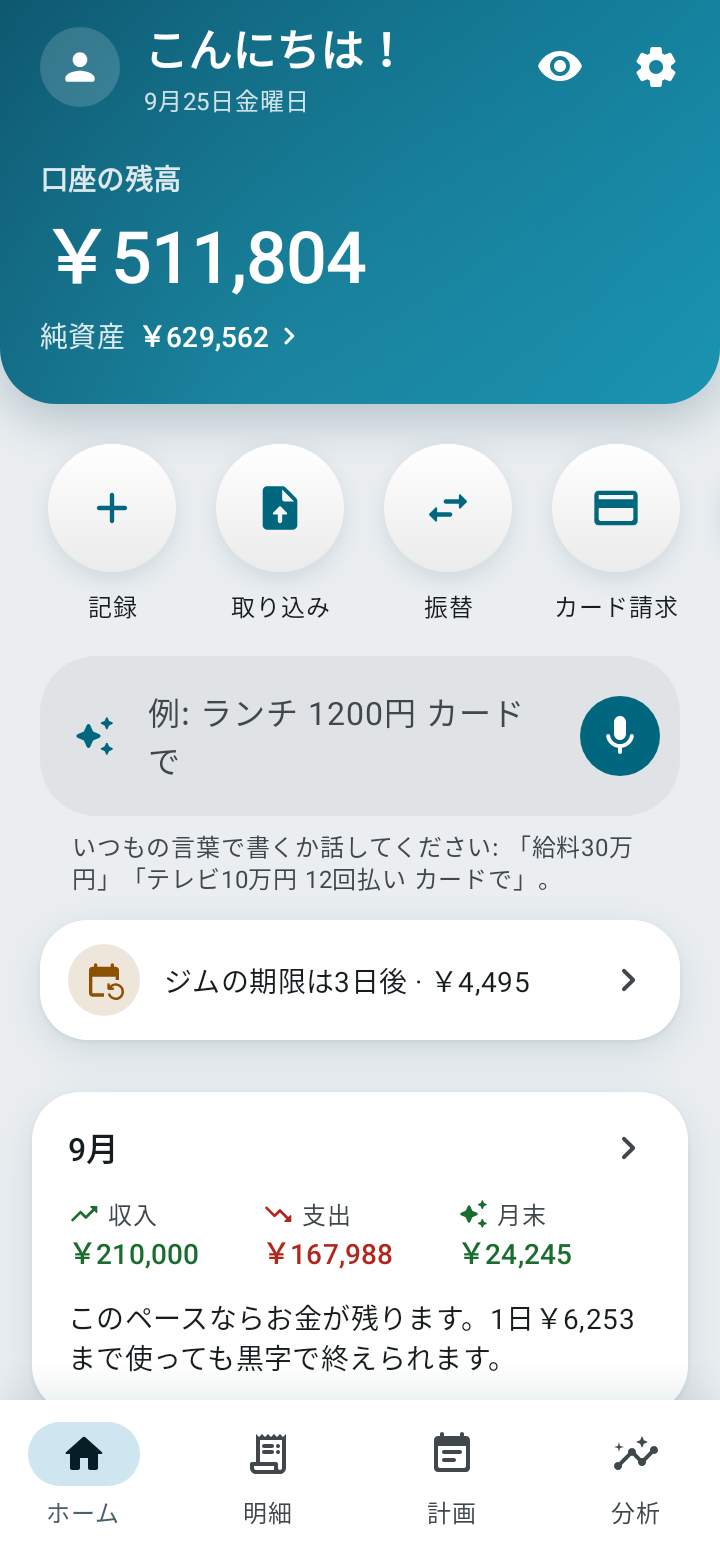 こんにちは！
9月25日金曜日
口座の残高
￥511,804
純資産 ￥629,562
記録
取り込み
振替
カード請求
例: ランチ 1200円 カード
で
いつもの言葉で書くか話してください: 「給料30万
円」「テレビ10万円 12回払い カードで」。
ジムの期限は3日後 · ￥4,495
9月
収入
支出
月末
￥210,000
￥167,988
￥24,245
このペースならお金が残ります。1日￥6,253
まで使っても黒字で終えられます。
ホーム
明細
計画
分析